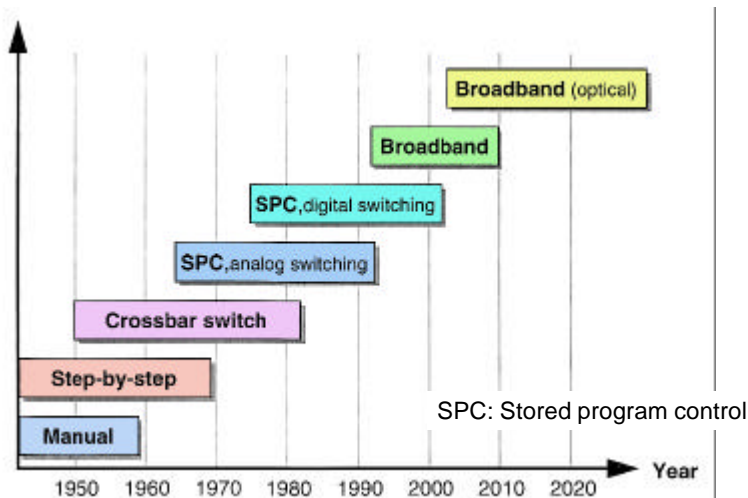 Broadband (optical)
Broadband
SPC,digital switching
SPC,analog switching
Crossbar switch
Step-by-step
SPC: Stored program control
Manual
Year
1950 1960 1970 1980 1990 2000 2010 2020